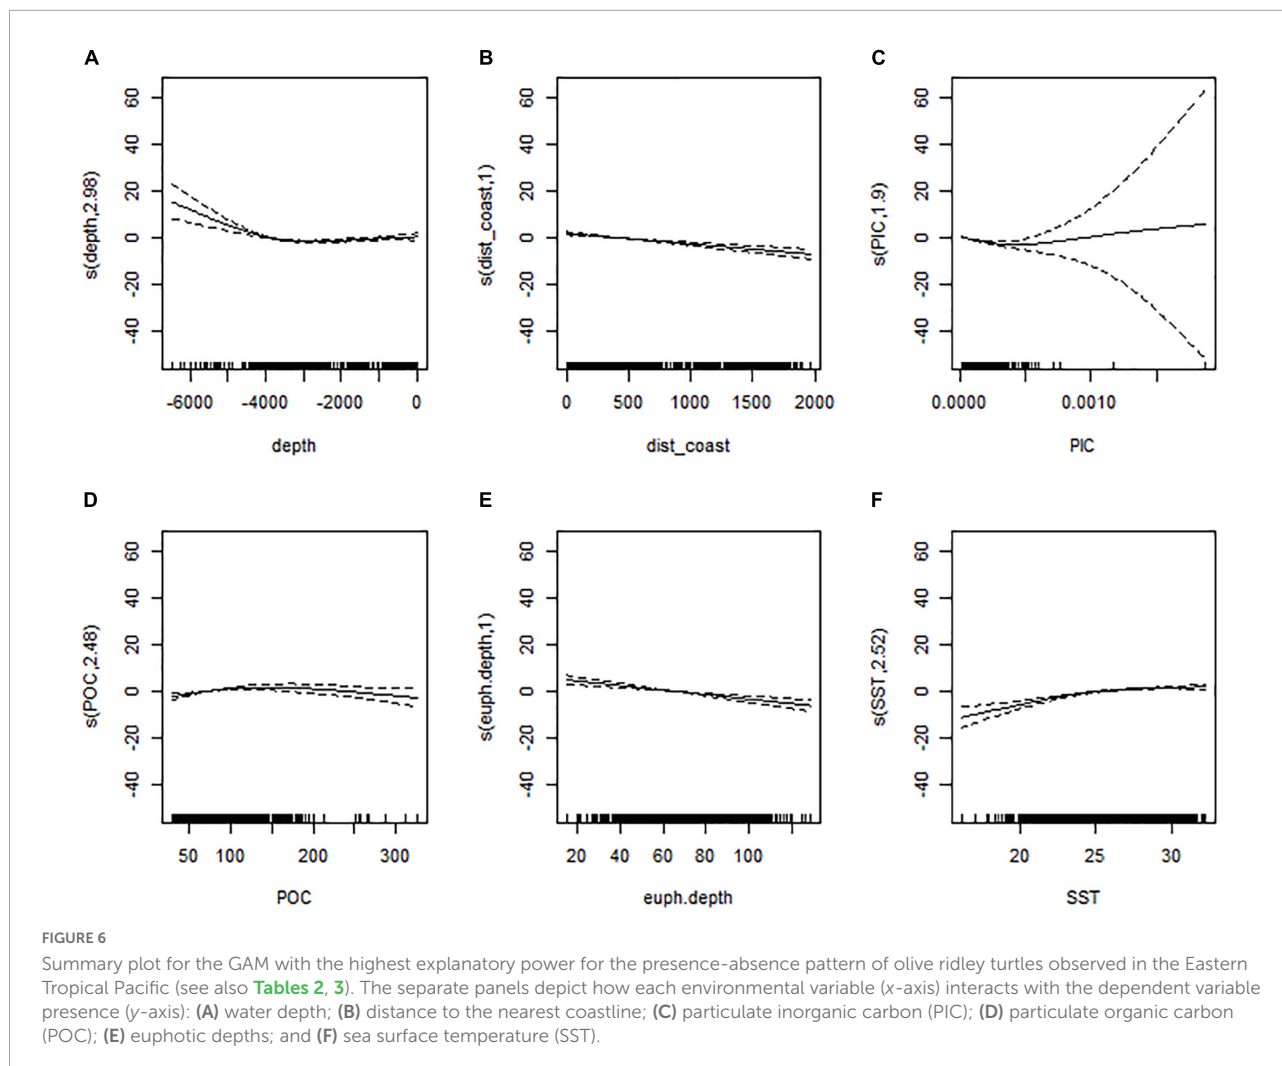 A
B
C
60
40
20
0
-20
-40
s(depth,2.98)
-6000 -4000 -2000 0
depth
60
40
20
0
-20
-40
s(dist_coast,1)
0 500 1000 1500 2000
dist_coast
60
40
20
0
-20
-40
s(PIC,1.9)
0.0000 0.0010
PIC
D
E
F
60
40
20
0
-20
-40
s(POC,2.48)
50 100 200 300
POC
60
40
20
0
-20
-40
s(euph.depth,1)
20 40 60 80 100
euph.depth
60
40
20
0
-20
-40
s(SST,2.52)
20 25 30
SST
FIGURE 6
Summary plot for the GAM with the highest explanatory power for the presence-absence pattern of olive ridley turtles observed in the Eastern
Tropical Pacific (see also Tables 2, 3). The separate panels depict how each environmental variable (x-axis) interacts with the dependent variable
presence (y-axis): (A) water depth; (B) distance to the nearest coastline; (C) particulate inorganic carbon (PIC); (D) particulate organic carbon
(POC); (E) euphotic depths; and (F) sea surface temperature (SST).